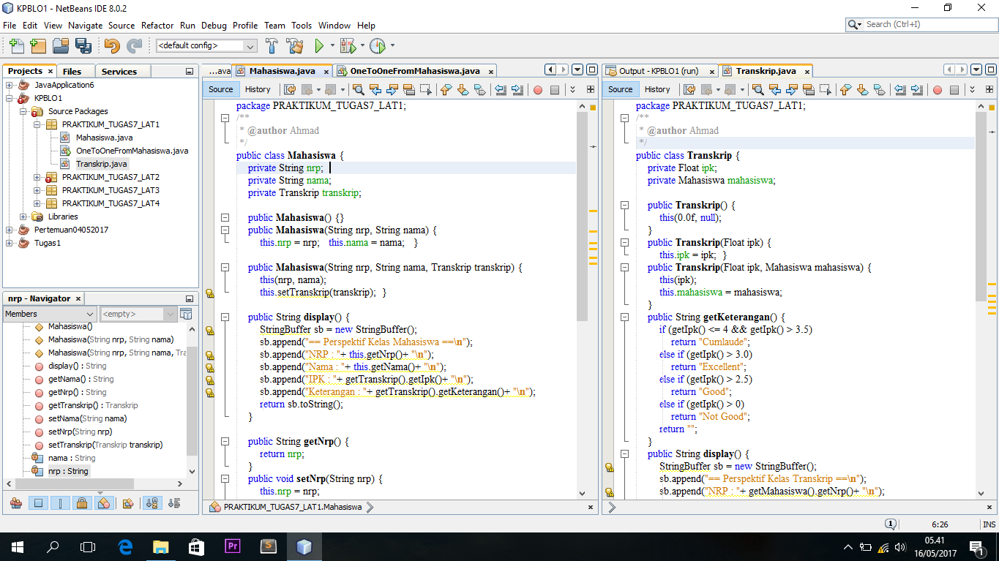 KPBLO1 - NetBeans IDE 8.0.2
File Edit View Navigate Source Refactor Run Debug Profile Team Tools Window Help
Search (Ctrl+I)
<default config>
Projects
Files
Services
JavaApplication6
KPBLO1
Source Packages
PRAKTIKUM_TUGAS7_LAT1
Mahasiswa.java
OneToOneFromMahasiswa.java
Transkrip.java
PRAKTIKUM_TUGAS7_LAT2
PRAKTIKUM_TUGAS7_LAT3
PRAKTIKUM_TUGAS7_LAT4
Libraries
Pertemuan04052017
Tugas1
nrp - Navigator
Members
<empty>
Mahasiswa()
Mahasiswa(String nrp, String nama)
Mahasiswa(String nrp, String nama, Tra
display() : String
getNama() : String
getNrp() : String
getTranskrip() : Transkrip
setNama(String nama)
setNrp(String nrp)
setTranskrip(Transkrip transkrip)
nama : String
nrp : String
...ava
Mahasiswa.java
OneToOneFromMahasiswa.java
Source
History
package PRAKTIKUM_TUGAS7_LAT1;
/**
* @author Ahmad
*/
public class Mahasiswa {
private String nrp;
private String nama;
private Transkrip transkrip;
public Mahasiswa() {}
public Mahasiswa(String nrp, String nama) {
this.nrp = nrp; this.nama = nama; }
public Mahasiswa(String nrp, String nama, Transkrip transkrip) {
this(nrp, nama);
this.setTranskrip(transkrip); }
public String display() {
StringBuffer sb = new StringBuffer();
sb.append("== Perspektif Kelas Mahasiswa ==\n");
sb.append("NRP : "+ this.getNrp()+ "\n");
sb.append("Nama : "+ this.getNama()+ "\n");
sb.append("IPK : "+ getTranskrip().getIpk()+ "\n");
sb.append("Keterangan : "+ getTranskrip().getKeterangan()+ "\n");
return sb.toString();
}
public String getNrp() {
return nrp;
}
public void setNrp(String nrp) {
this.nrp = nrp;
PRAKTIKUM_TUGAS7_LAT1.Mahasiswa
Output - KPBLO1 (run)
Transkrip.java
Source
History
package PRAKTIKUM_TUGAS7_LAT1;
/**
* @author Ahmad
*/
public class Transkrip {
private Float ipk;
private Mahasiswa mahasiswa;
public Transkrip() {
this(0.0f, null);
}
public Transkrip(Float ipk) {
this.ipk = ipk; }
public Transkrip(Float ipk, Mahasiswa mahasiswa) {
this(ipk);
this.mahasiswa = mahasiswa;
}
public String getKeterangan() {
if (getIpk() <= 4 && getIpk() > 3.5)
return "Cumlaude";
else if (getIpk() > 3.0)
return "Excellent";
else if (getIpk() > 2.5)
return "Good";
else if (getIpk() > 0)
return "Not Good";
return "";
}
public String display() {
StringBuffer sb = new StringBuffer();
sb.append("== Perspektif Kelas Transkrip ==\n");
sb.append("NRP : "+ getMahasiswa().getNrp()+ "\n");
1
6:26
INS
Pr
S
05.41
16/05/2017
1